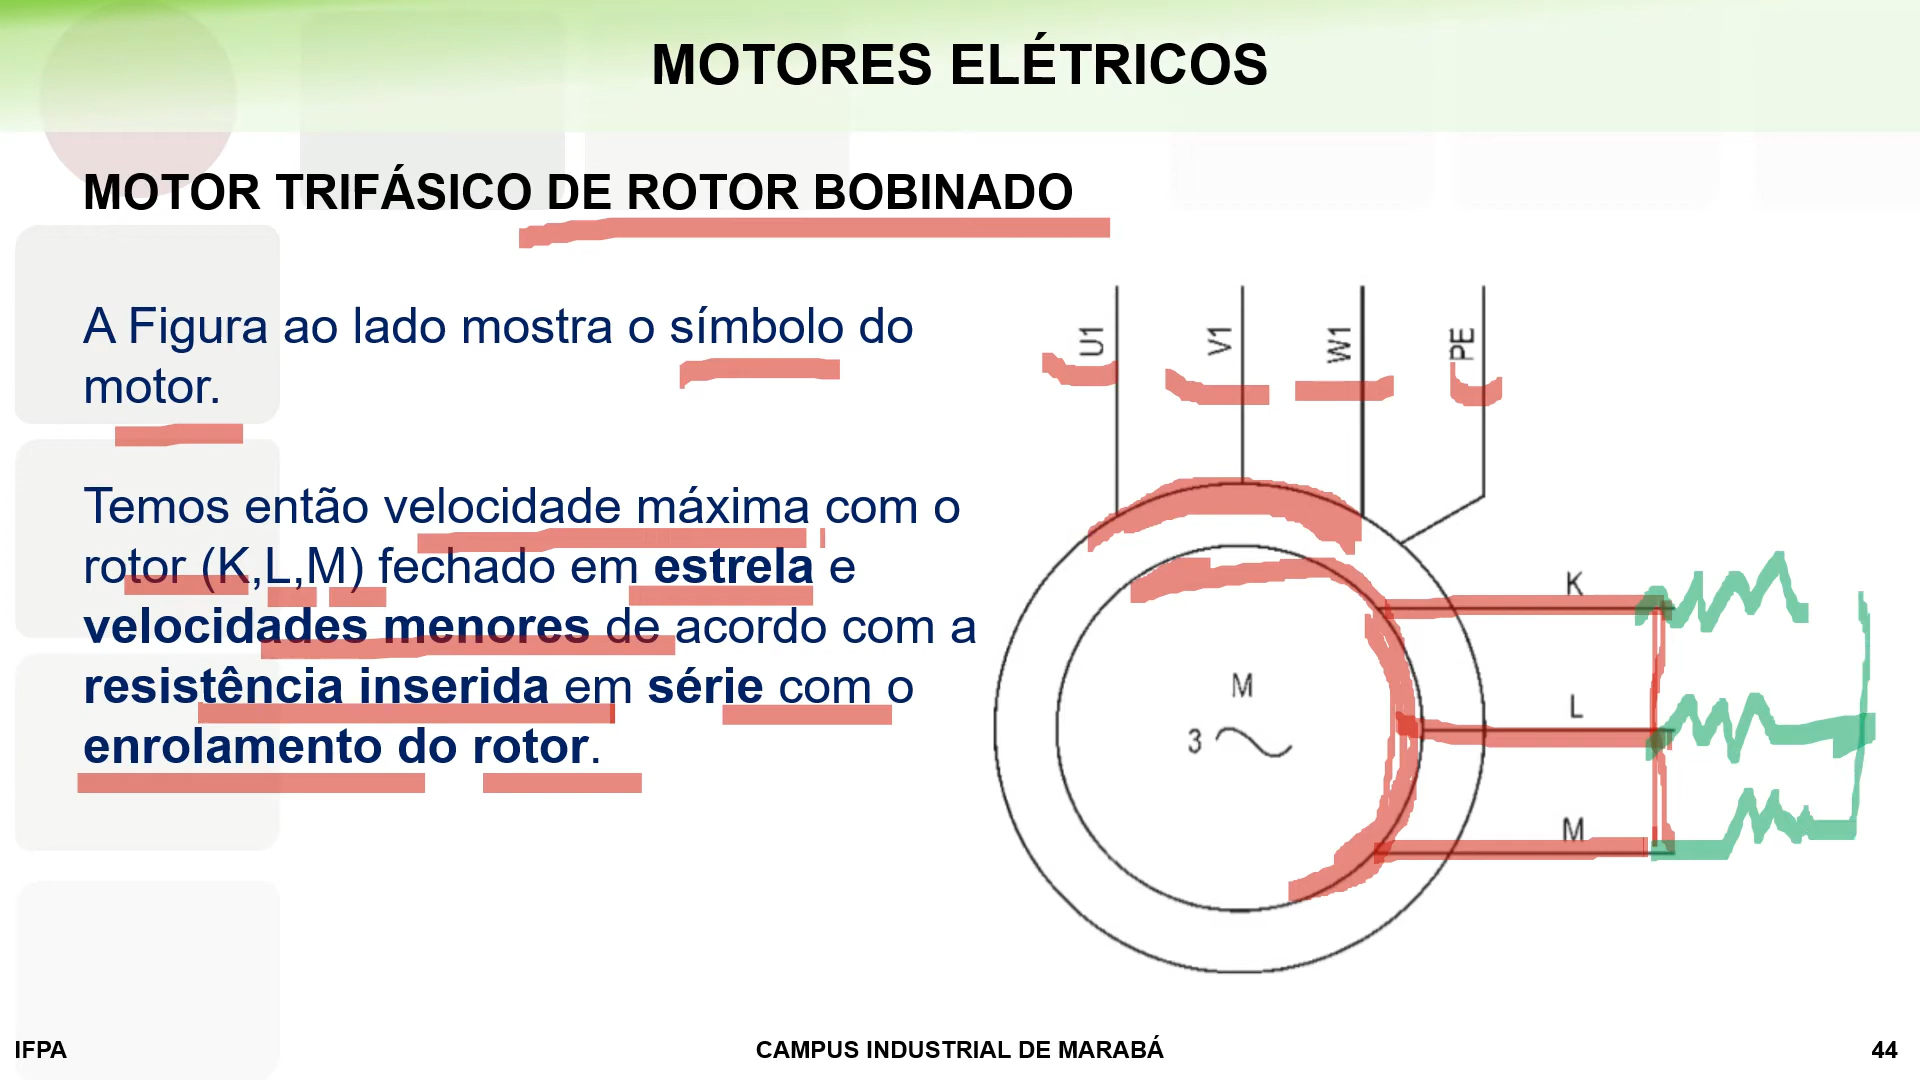 MOTORES ELÉTRICOS
MOTOR TRIFÁSICO DE ROTOR BOBINADO
A Figura ao lado mostra o símbolo do
motor.
Temos então velocidade máxima com o
rotor (K,L,M) fechado em estrela e
velocidades menores de acordo com a
resistência inserida em série com o
enrolamento do rotor.
U1
V1
W1
PE
K
L
M
M
3
IFPA
CAMPUS INDUSTRIAL DE MARABÁ
44